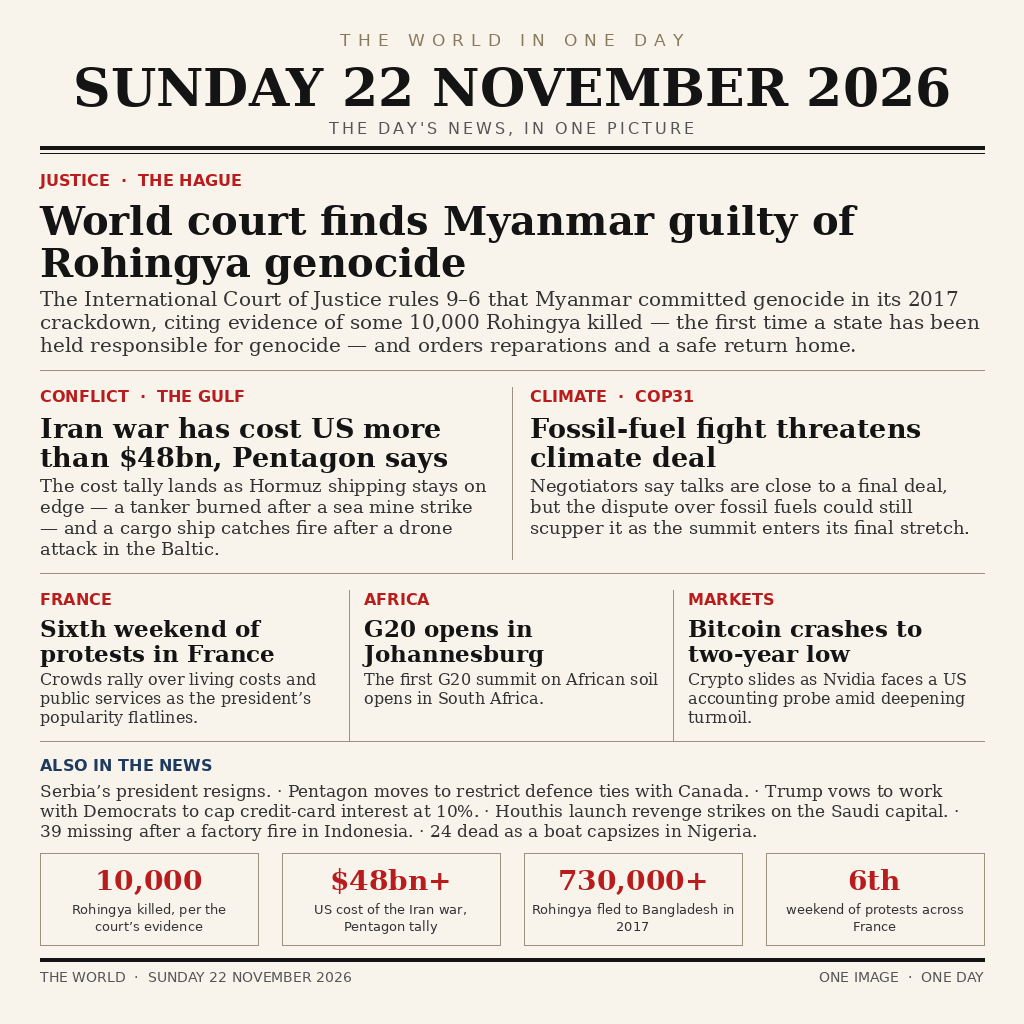 THE WORLD IN ONE DAY
SUNDAY 22 NOVEMBER 2026
THE DAY'S NEWS, IN ONE PICTURE
JUSTICE · THE HAGUE
World court finds Myanmar guilty of
Rohingya genocide
The International Court of Justice rules 9–6 that Myanmar committed genocide in its 2017
crackdown, citing evidence of some 10,000 Rohingya killed — the first time a state has been
held responsible for genocide — and orders reparations and a safe return home.
CONFLICT · THE GULF
Iran war has cost US more
than $48bn, Pentagon says
The cost tally lands as Hormuz shipping stays on
edge — a tanker burned after a sea mine strike
— and a cargo ship catches fire after a drone
attack in the Baltic.
CLIMATE · COP31
Fossil-fuel fight threatens
climate deal
Negotiators say talks are close to a final deal,
but the dispute over fossil fuels could still
scupper it as the summit enters its final stretch.
FRANCE
Sixth weekend of
protests in France
Crowds rally over living costs and
public services as the president’s
popularity flatlines.
AFRICA
G20 opens in
Johannesburg
The first G20 summit on African soil
opens in South Africa.
MARKETS
Bitcoin crashes to
two-year low
Crypto slides as Nvidia faces a US
accounting probe amid deepening
turmoil.
ALSO IN THE NEWS
Serbia’s president resigns. · Pentagon moves to restrict defence ties with Canada. · Trump vows to work
with Democrats to cap credit-card interest at 10%. · Houthis launch revenge strikes on the Saudi capital. ·
39 missing after a factory fire in Indonesia. · 24 dead as a boat capsizes in Nigeria.
10,000
Rohingya killed, per the
court’s evidence
$48bn+
US cost of the Iran war,
Pentagon tally
730,000+
Rohingya fled to Bangladesh in
2017
6th
weekend of protests across
France
THE WORLD · SUNDAY 22 NOVEMBER 2026
ONE IMAGE · ONE DAY